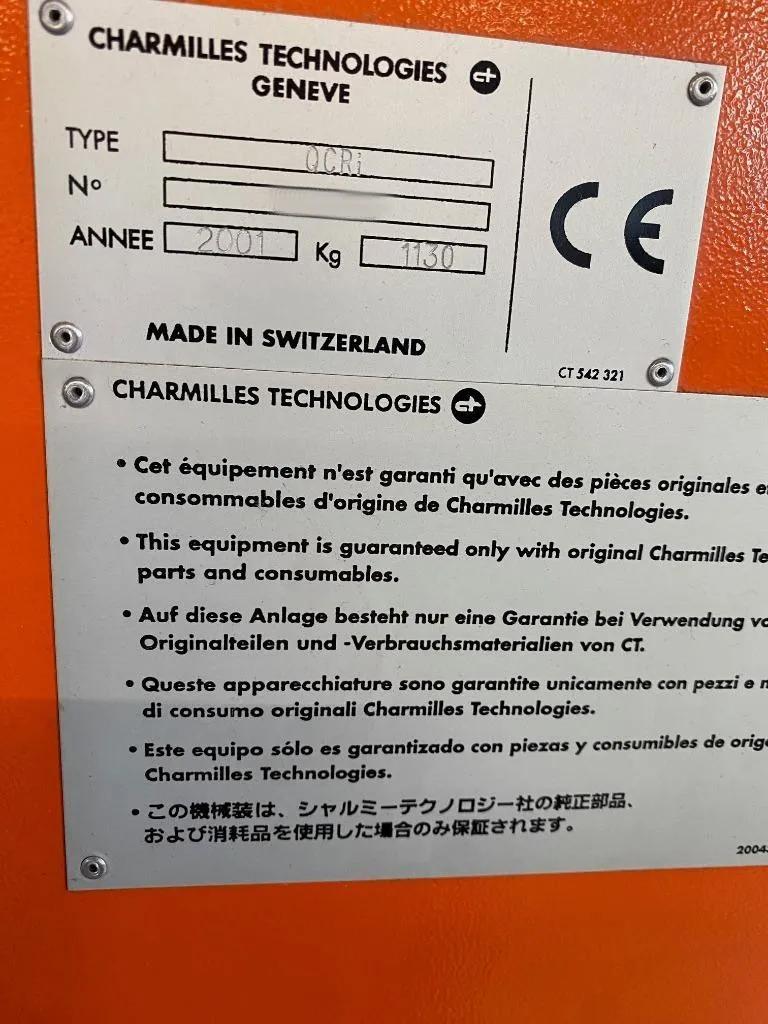 CHARMILLES TECHNOLOGIES
GENEVE
TYPE QCRi
Nº
ANNEE 2001 Kg 1130
CE
MADE IN SWITZERLAND
CT 542 321
CHARMILLES TECHNOLOGIES
• Cet équipement n'est garanti qu'avec des pièces originales
consommables d'origine de Charmilles Technologies.
• This equipment is guaranteed only with original Charmilles
parts and consumables.
• Auf diese Anlage besteht nur eine Garantie bei Verwendung
Originalteilen und -Verbrauchsmaterialien von CT.
• Queste apparecchiature sono garantite unicamente con pezzi e
di consumo originali Charmilles Technologies.
• Este equipo sólo es garantizado con piezas y consumibles de
Charmilles Technologies.
• この機械装は、シャルミーテクノロジー社の純正部品、
および消耗品を使用した場合のみ保証されます。